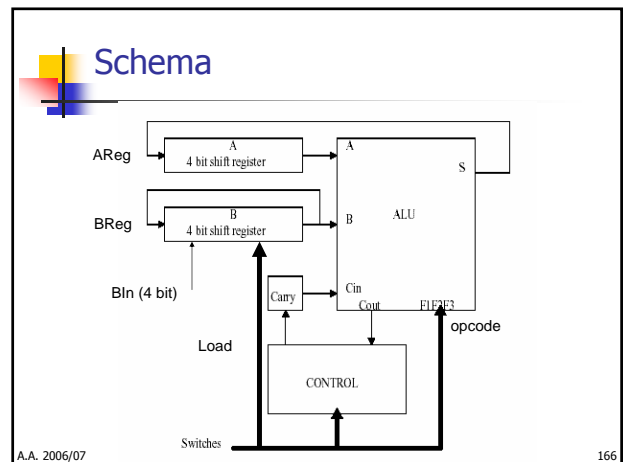 Schema
AReg
A
4 bit shift register
A
S
BReg
B
4 bit shift register
B
ALU
BIn (4 bit)
Carry
Cin
Cout
F1F2F3
opcode
Load
CONTROL
Switches
A.A. 2006/07
166